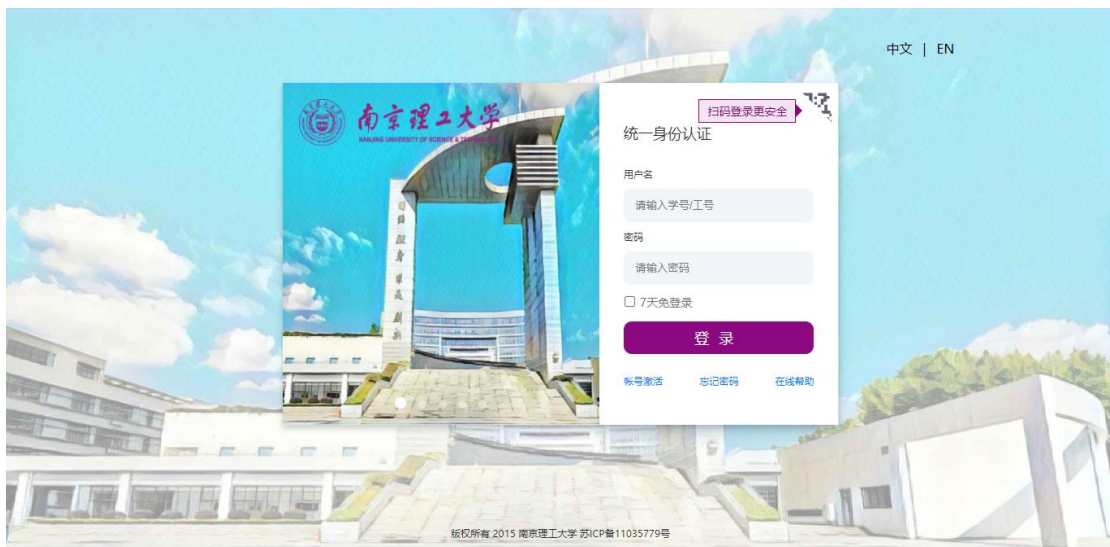 中文 | EN
南京理工大学
NANJING UNIVERSITY OF SCIENCE & TECHNOLOGY
扫码登录更安全
统一身份认证
用户名
请输入学号/工号
密码
请输入密码
7天免登录
登 录
帐号激活 忘记密码 在线帮助
版权所有 2015 南京理工大学 苏ICP备11035779号